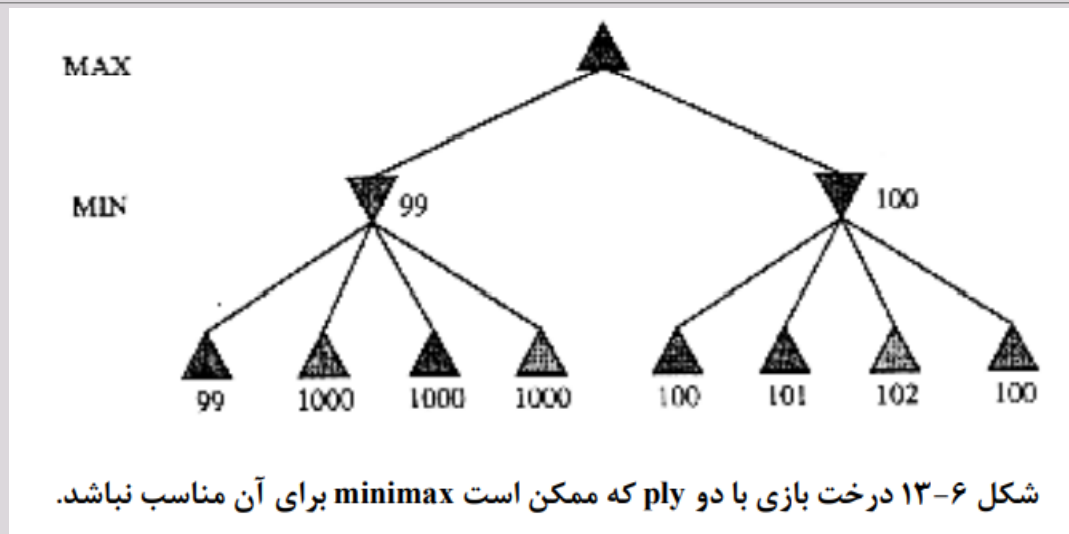 MAX
MIN
99
100
99 1000 1000 1000 100 101 102 100
شکل ۶-۱۳ درخت بازی با دو ply که ممکن است minimax برای آن مناسب نباشد.